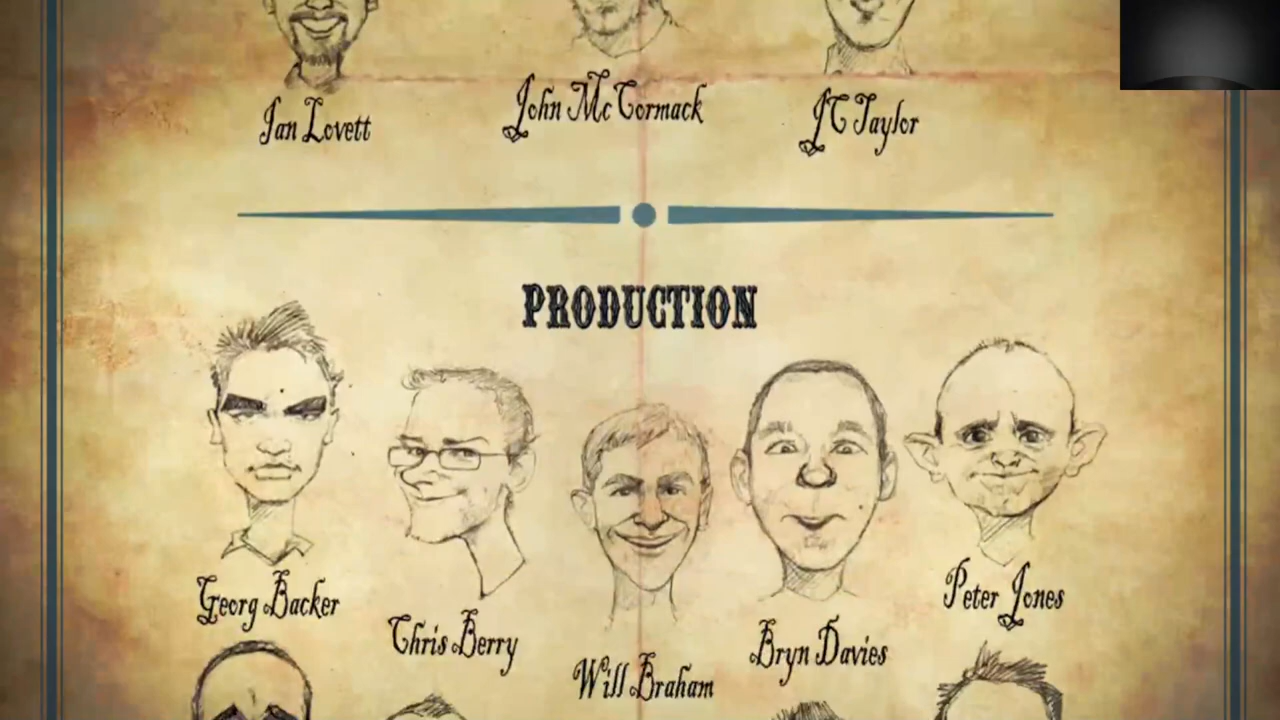 Ian Lovett
John McCormack
JC Taylor
PRODUCTION
Georg Backer
Chris Berry
Will Braham
Bryn Davies
Peter Jones